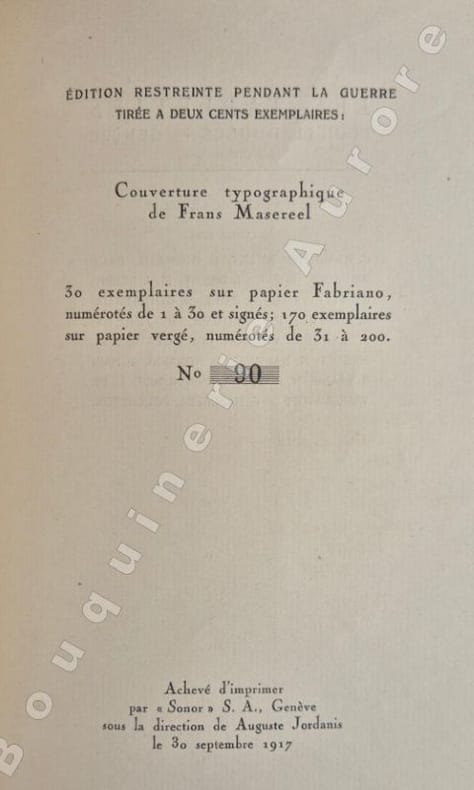 ÉDITION RESTREINTE PENDANT LA GUERRE
TIRÉE A DEUX CENTS EXEMPLAIRES :
Couverture typographique
de Frans Masereel
30 exemplaires sur papier Fabriano,
numérotés de 1 à 30 et signés; 170 exemplaires
sur papier vergé, numérotés de 31 à 200.
No 90
Achevé d'imprimer
par « Sonor » S. A., Genève
sous la direction de Auguste Jordanis
le 30 septembre 1917
Bouquinerie Aurore